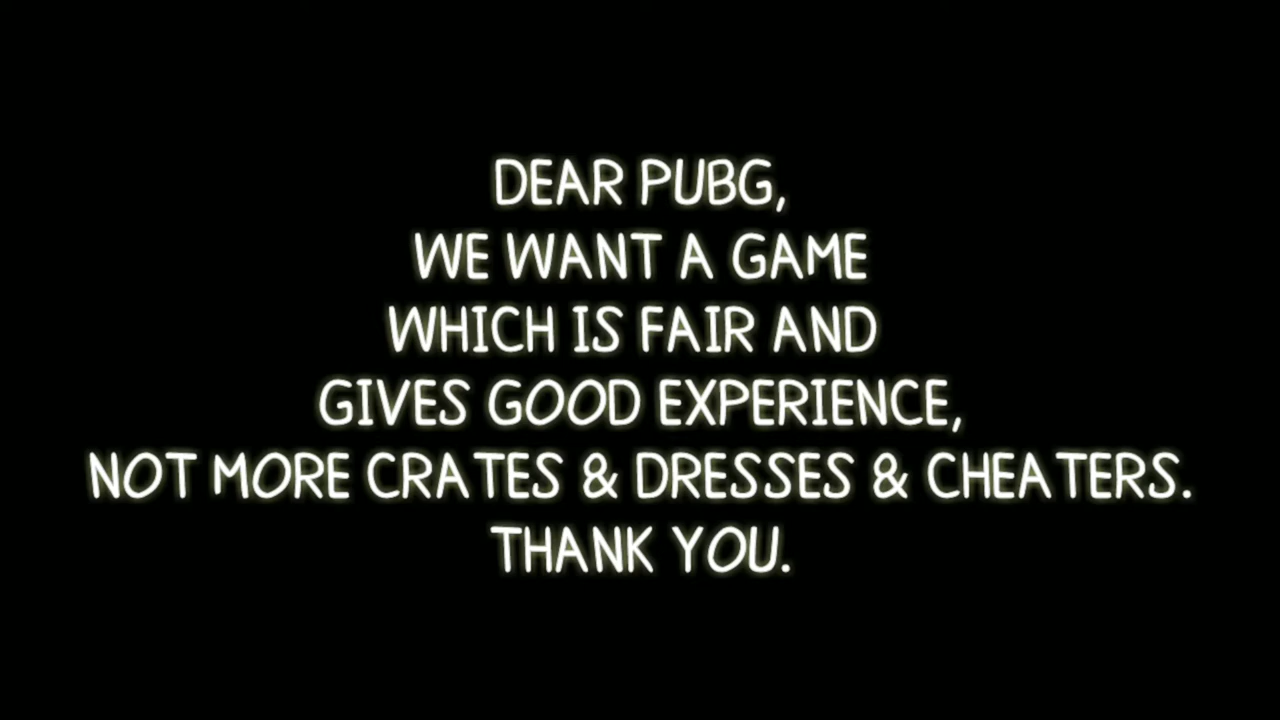 DEAR PUBG,
WE WANT A GAME
WHICH IS FAIR AND
GIVES GOOD EXPERIENCE,
NOT MORE CRATES & DRESSES & CHEATERS.
THANK YOU.